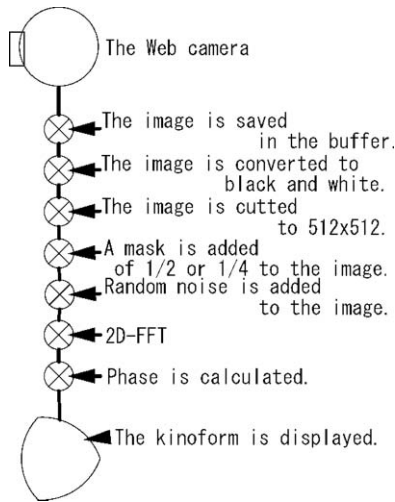 The Web camera
The image is saved
in the buffer.
The image is converted to
black and white.
The image is cutted
to 512x512.
A mask is added
of 1/2 or 1/4 to the image.
Random noise is added
to the image.
2D-FFT
Phase is calculated.
The kinoform is displayed.